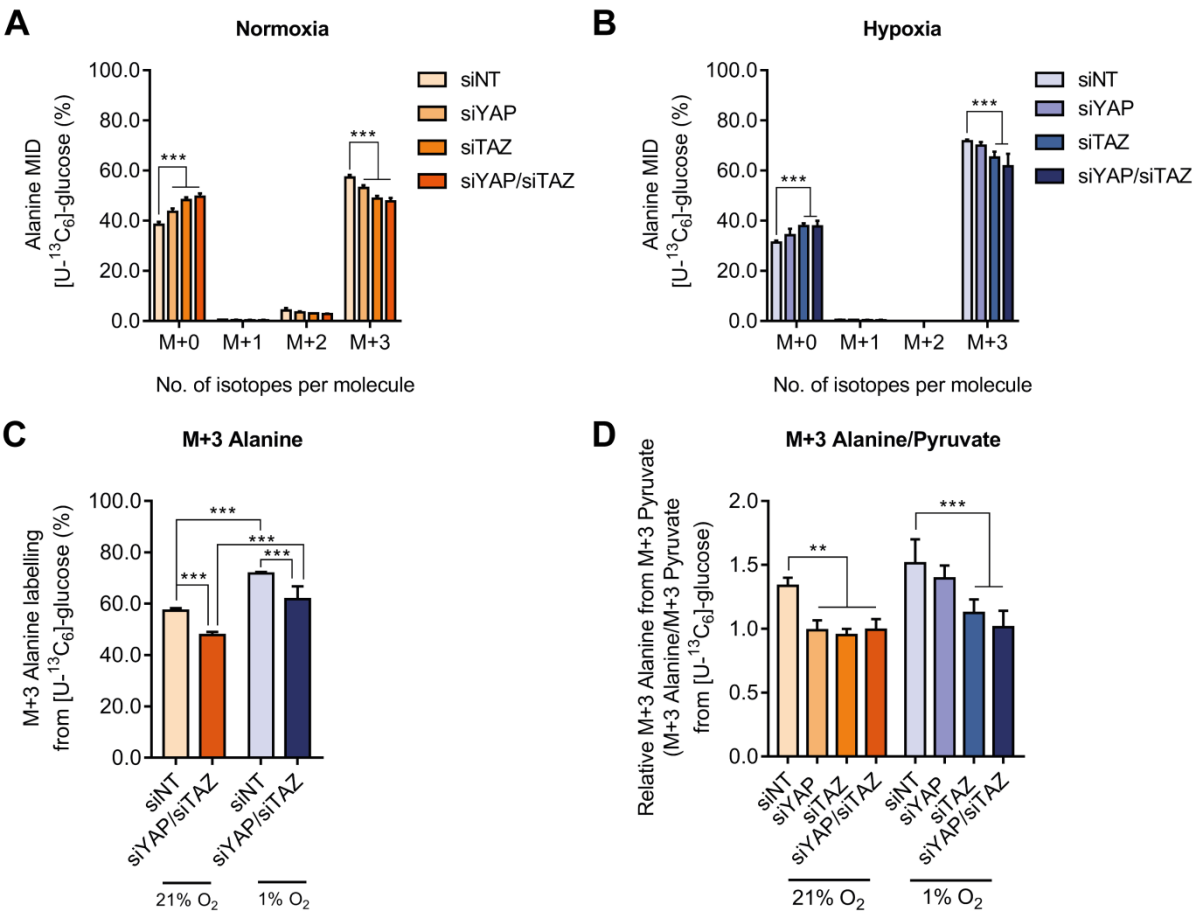 A
Normoxia
Alanine MID
[U-¹³C₆]-glucose (%)
100.0
80.0
60.0
40.0
20.0
0.0
***
***
M+0 M+1 M+2 M+3
No. of isotopes per molecule
siNT
siYAP
siTAZ
siYAP/siTAZ
B
Hypoxia
Alanine MID
[U-¹³C₆]-glucose (%)
100.0
80.0
60.0
40.0
20.0
0.0
***
***
M+0 M+1 M+2 M+3
No. of isotopes per molecule
siNT
siYAP
siTAZ
siYAP/siTAZ
C
M+3 Alanine
M+3 Alanine labelling
from [U-¹³C₆]-glucose (%)
100.0
80.0
60.0
40.0
20.0
0.0
***
***
***
***
siNT
siYAP/siTAZ
siNT
siYAP/siTAZ
21% O₂
1% O₂
D
M+3 Alanine/Pyruvate
Relative M+3 Alanine from M+3 Pyruvate
(M+3 Alanine/M+3 Pyruvate
from [U-¹³C₆]-glucose)
2.0
1.5
1.0
0.5
0.0
**
***
siNT
siYAP
siTAZ
siYAP/siTAZ
siNT
siYAP
siTAZ
siYAP/siTAZ
21% O₂
1% O₂